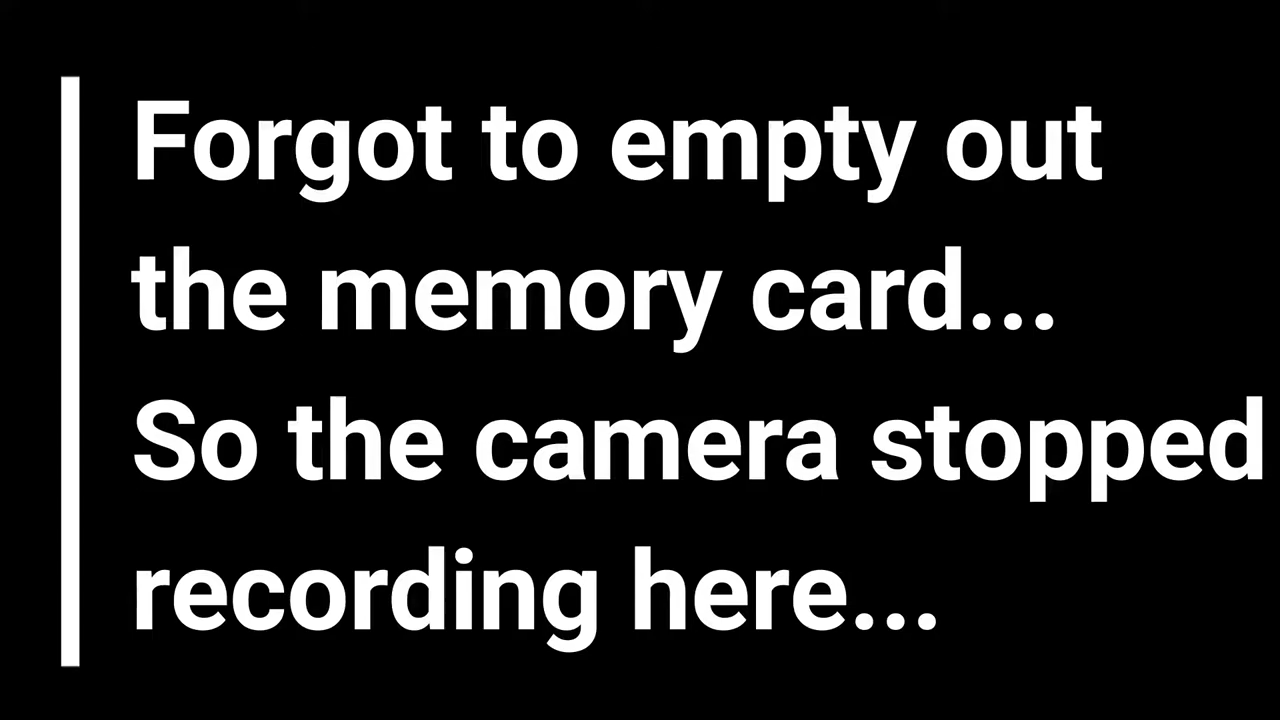 Forgot to empty out
the memory card...
So the camera stopped
recording here...